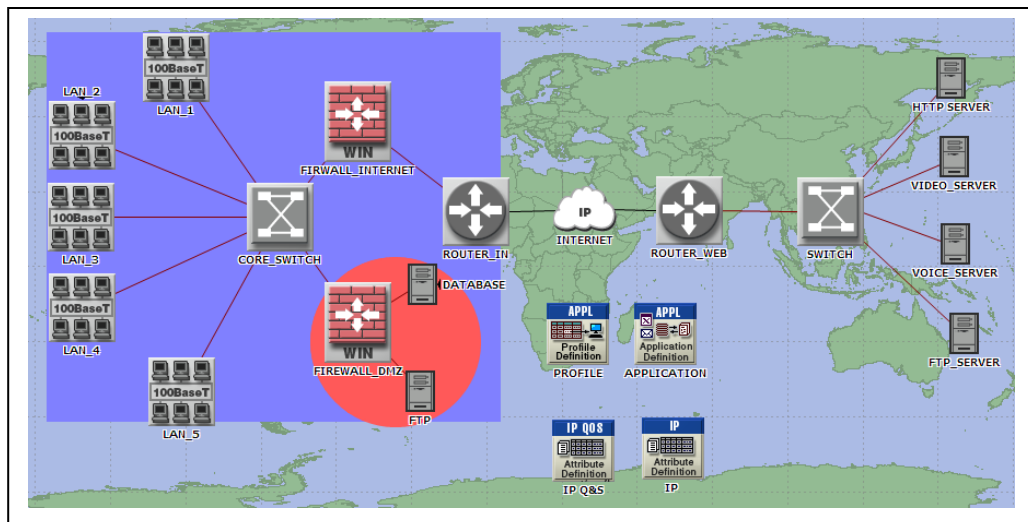 100BaseT
LAN_1
LAN_2
100BaseT
100BaseT
LAN_3
100BaseT
LAN_4
100BaseT
LAN_5
CORE_SWITCH
WIN
FIRWALL_INTERNET
ROUTER_IN
DATABASE
WIN
FIREWALL_DMZ
FTP
IP
INTERNET
ROUTER_WEB
SWITCH
HTTP SERVER
VIDEO_SERVER
VOICE_SERVER
FTP_SERVER
APPL
Profile
Definition
PROFILE
APPL
Application
Definition
APPLICATION
IP QOS
Attribute
Definition
IP Q&S
IP
Attribute
Definition
IP